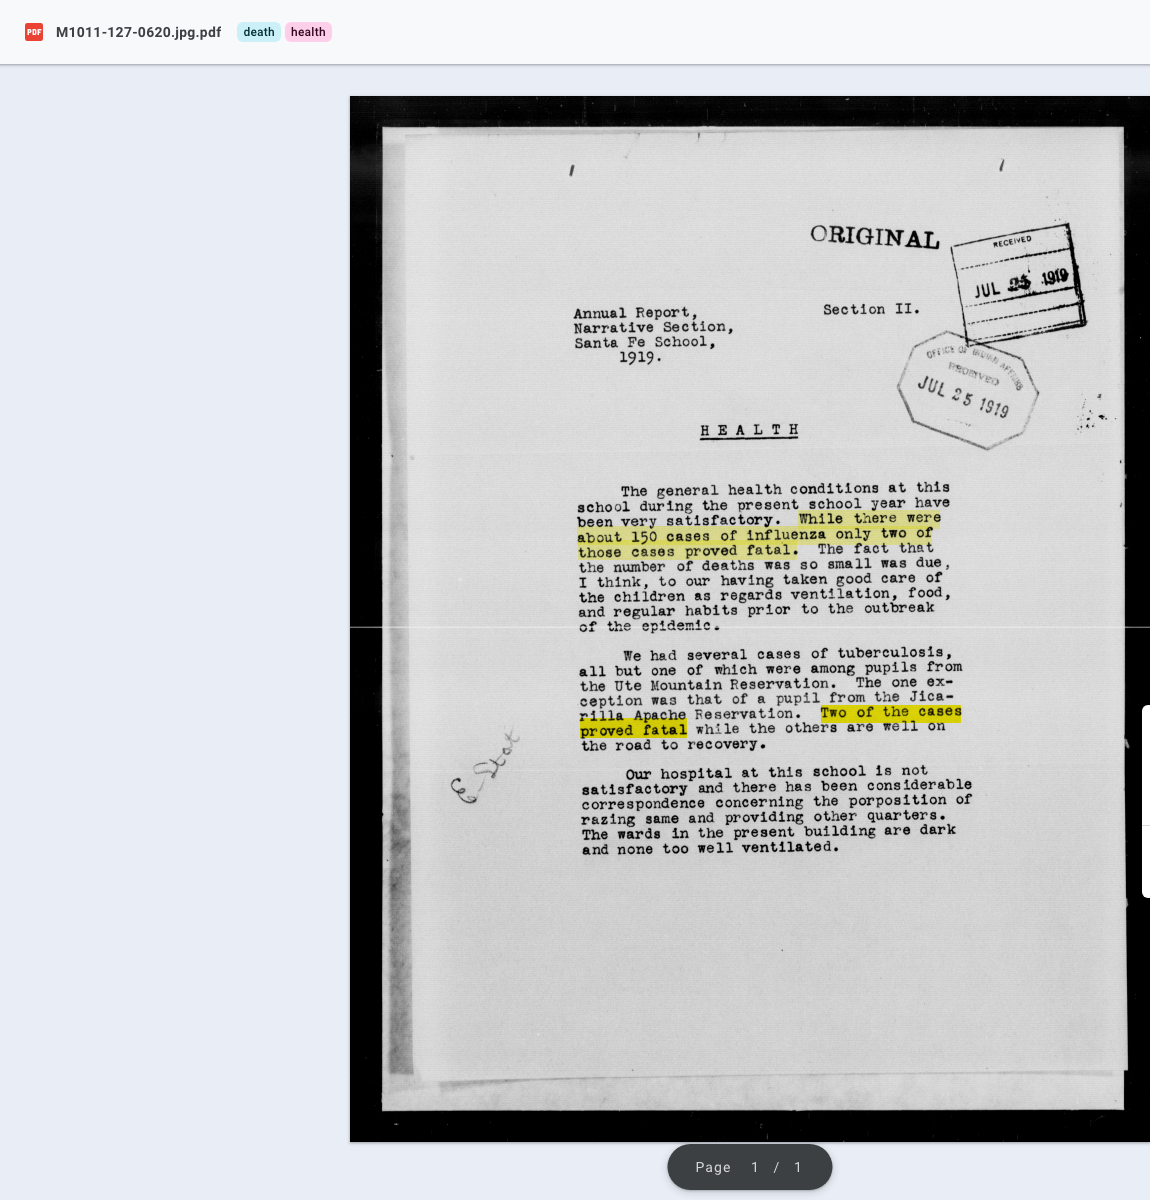 PDF M1011-127-0620.jpg.pdf death health
ORIGINAL
RECEIVED
JUL 25 1919
Annual Report,
Narrative Section,
Santa Fe School,
1919.
Section II.
OFFICE OF INDIAN AFFAIRS
RECEIVED
JUL 25 1919
HEALTH
The general health conditions at this
school during the present school year have
been very satisfactory. While there were
about 150 cases of influenza only two of
those cases proved fatal. The fact that
the number of deaths was so small was due,
I think, to our having taken good care of
the children as regards ventilation, food,
and regular habits prior to the outbreak
of the epidemic.
We had several cases of tuberculosis,
all but one of which were among pupils from
the Ute Mountain Reservation. The one ex-
ception was that of a pupil from the Jica-
rilla Apache Reservation. Two of the cases
proved fatal while the others are well on
the road to recovery.
Our hospital at this school is not
satisfactory and there has been considerable
correspondence concerning the porposition of
razing same and providing other quarters.
The wards in the present building are dark
and none too well ventilated.
Page 1 / 1